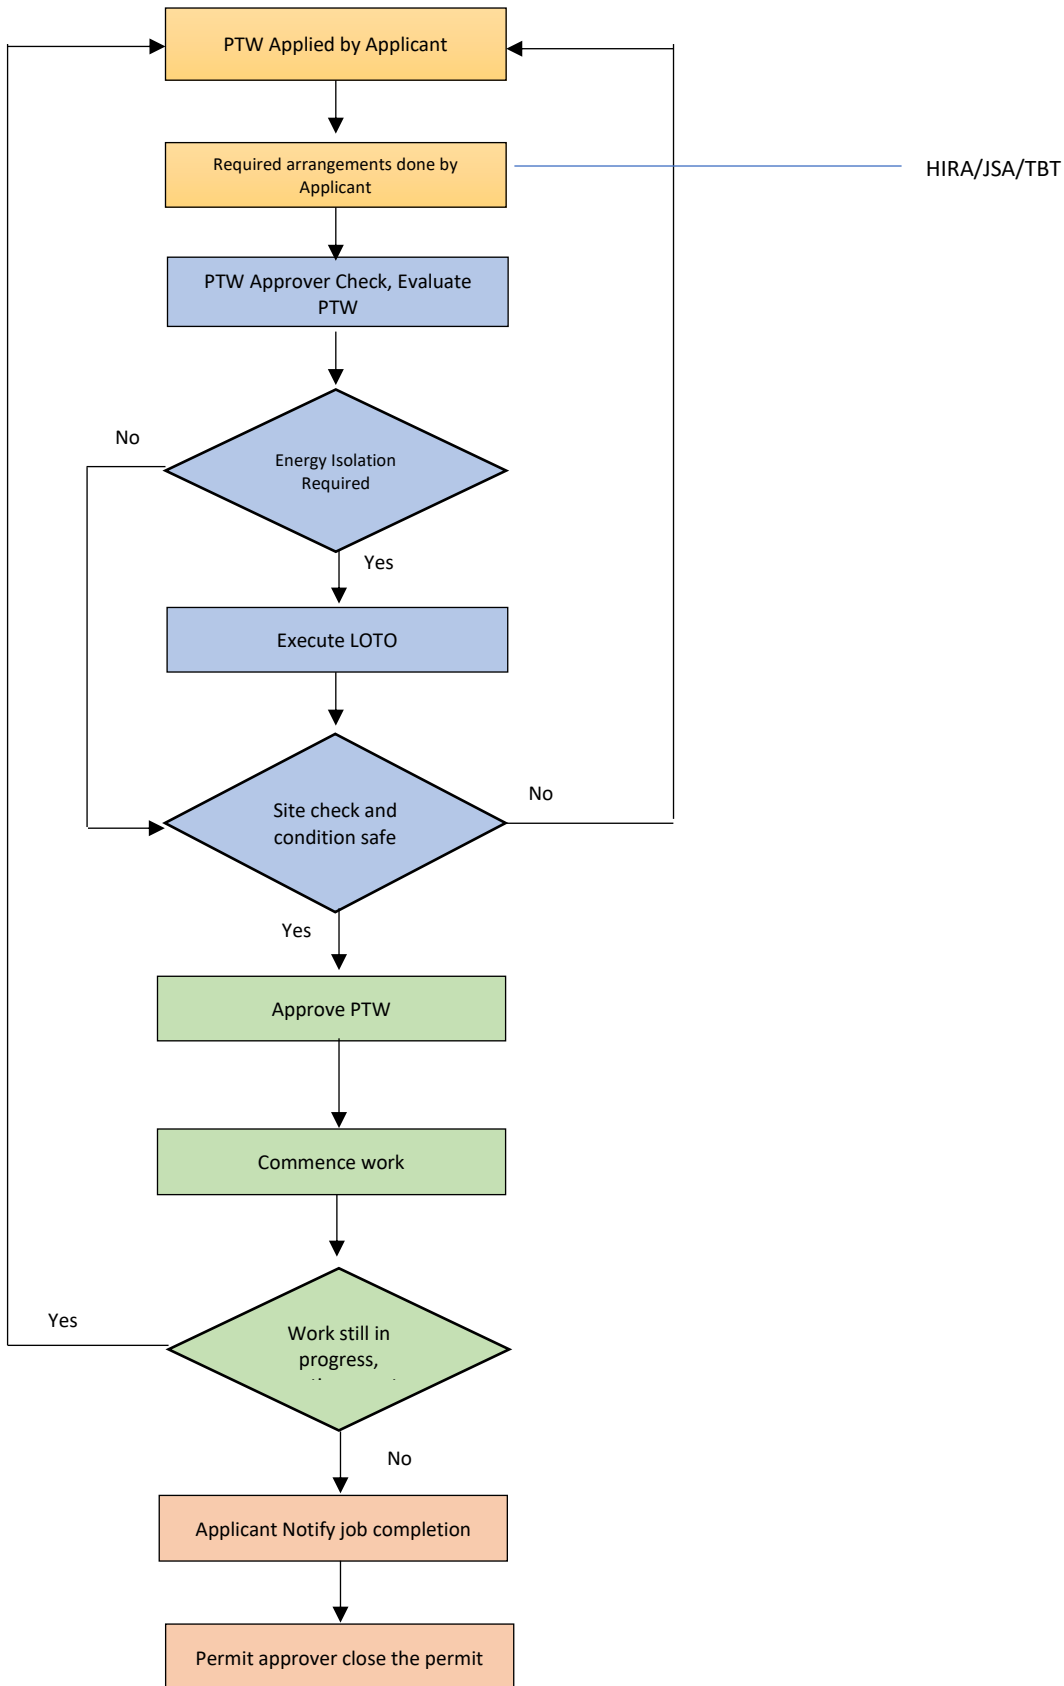 PTW Applied by Applicant
Required arrangements done by
Applicant
HIRA/JSA/TBT
PTW Approver Check, Evaluate
PTW
No
Energy Isolation
Required
Yes
Execute LOTO
Site check and
condition safe
No
Yes
Approve PTW
Commence work
Yes
Work still in
progress,
No
Applicant Notify job completion
Permit approver close the permit